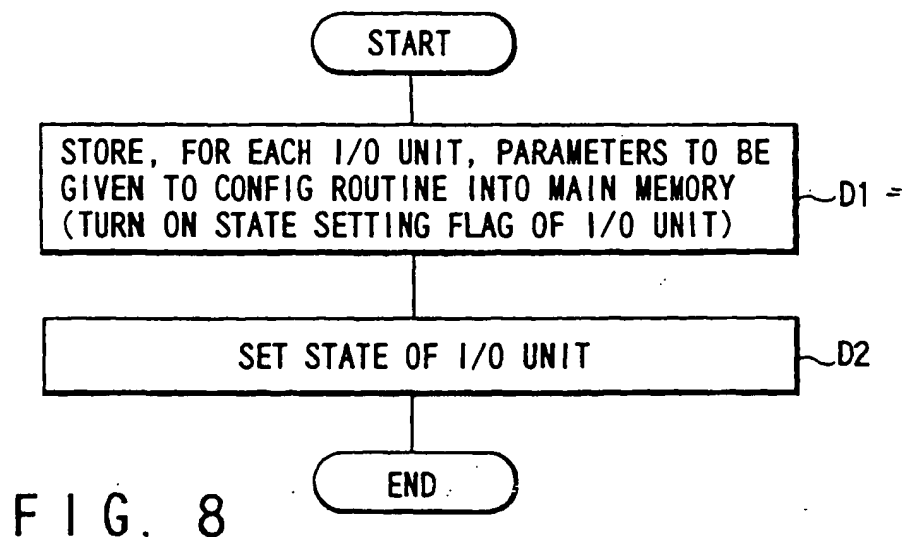 START
STORE, FOR EACH I/O UNIT, PARAMETERS TO BE
GIVEN TO CONFIG ROUTINE INTO MAIN MEMORY
(TURN ON STATE SETTING FLAG OF I/O UNIT)
D1
SET STATE OF I/O UNIT
D2
END
FIG. 8